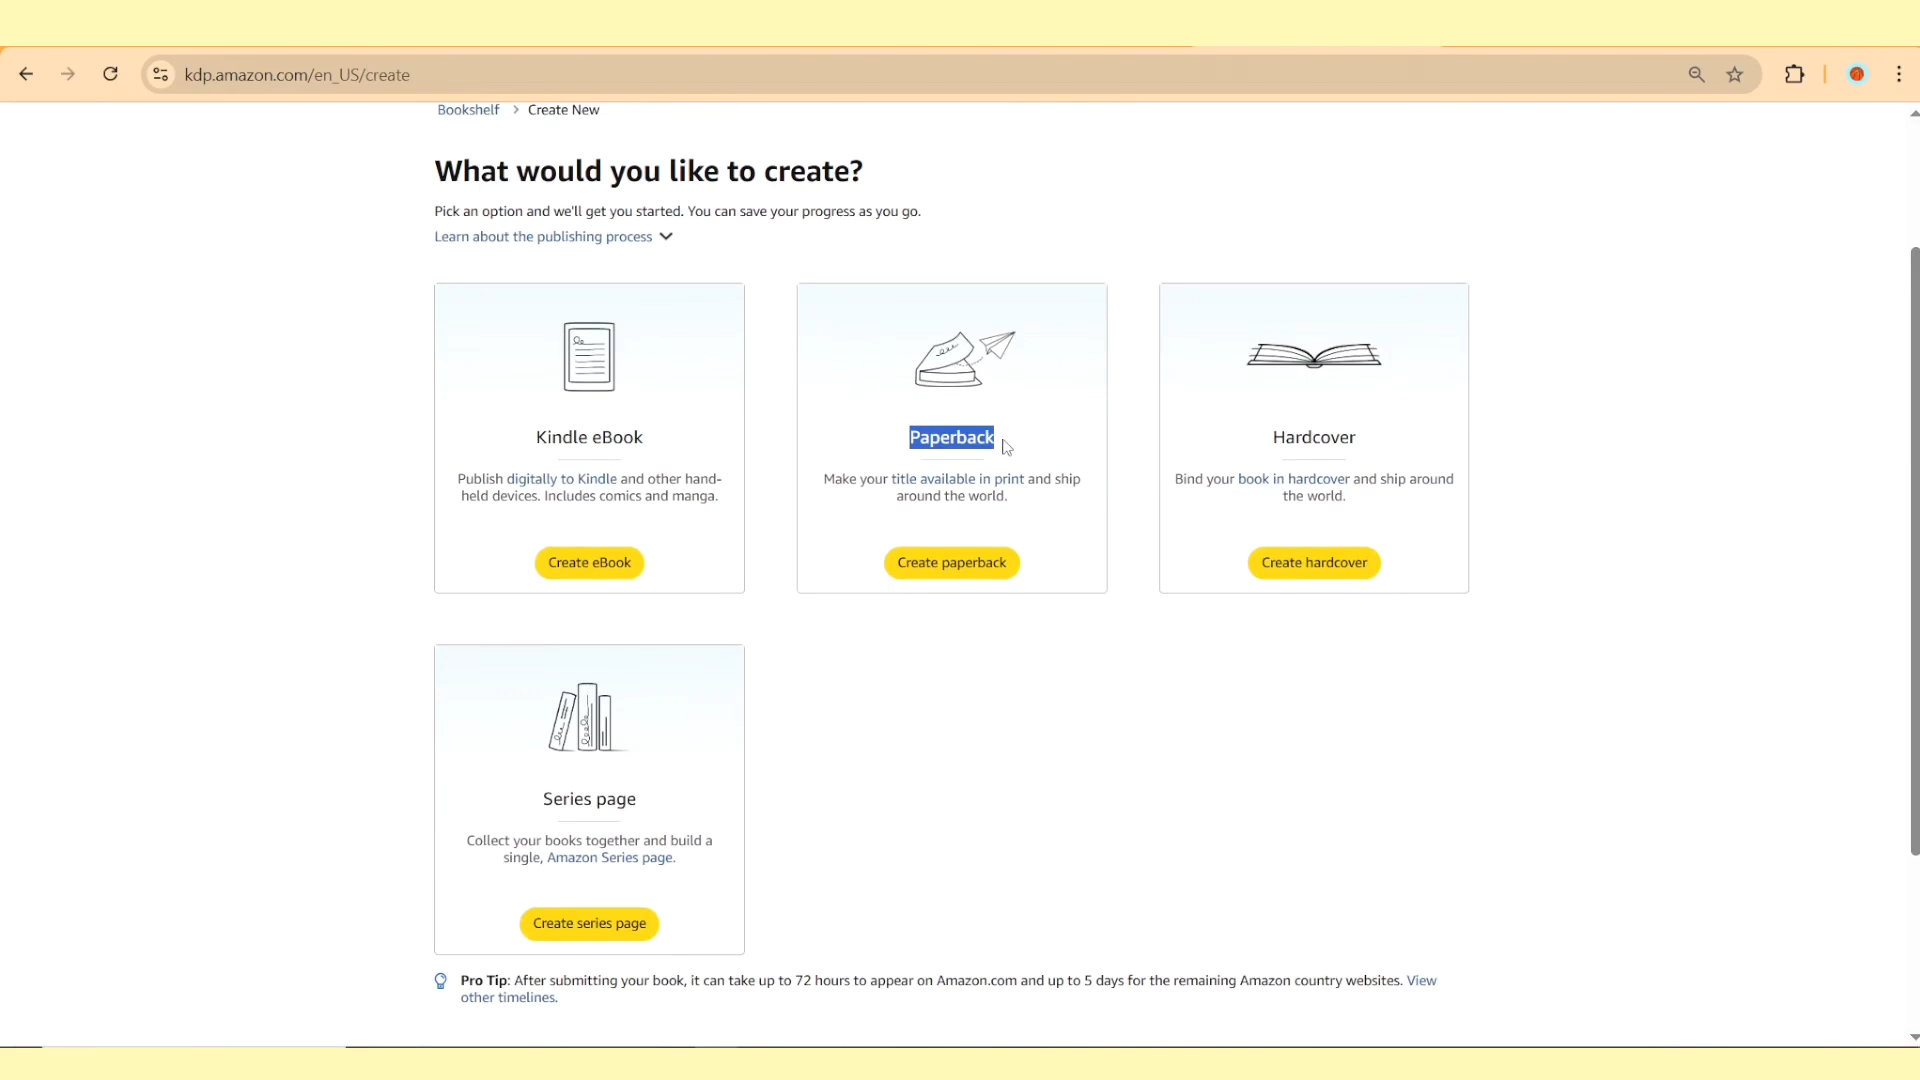 kdp.amazon.com/en_US/create
Bookshelf > Create New
What would you like to create?
Pick an option and we'll get you started. You can save your progress as you go.
Learn about the publishing process
Kindle eBook
Publish digitally to Kindle and other hand-
held devices. Includes comics and manga.
Create eBook
Paperback
Make your title available in print and ship
around the world.
Create paperback
Hardcover
Bind your book in hardcover and ship around
the world.
Create hardcover
Series page
Collect your books together and build a
single, Amazon Series page.
Create series page
Pro Tip: After submitting your book, it can take up to 72 hours to appear on Amazon.com and up to 5 days for the remaining Amazon country websites. View
other timelines.